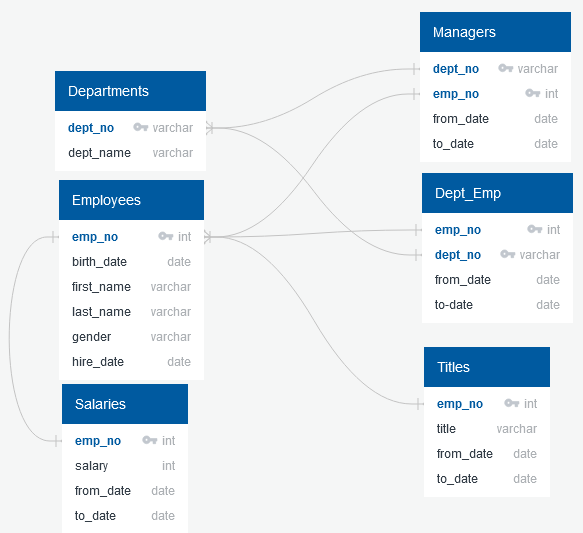 Departments
dept_no varchar
dept_name varchar
Employees
emp_no int
birth_date date
first_name varchar
last_name varchar
gender varchar
hire_date date
Salaries
emp_no int
salary int
from_date date
to_date date
Managers
dept_no varchar
emp_no int
from_date date
to_date date
Dept_Emp
emp_no int
dept_no varchar
from_date date
to-date date
Titles
emp_no int
title varchar
from_date date
to_date date